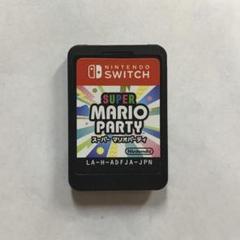 NINTENDO
SWITCH
SUPER
MARIO
PARTY
スーパー マリオパーティ
Nintendo
LA-H-ADFJA-JPN